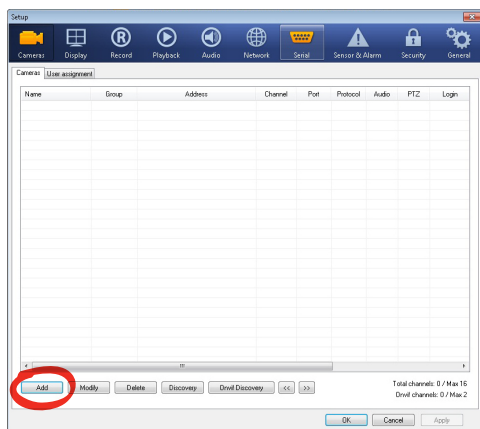 Setup
Cameras Display Record Playback Audio Network Serial Sensor & Alarm Security General
Cameras User assignment
Name Group Address Channel Port Protocol Audio PTZ Login
Add Modify Delete Discovery Onvif Discovery << >>
Total channels: 0 / Max 16
Onvif channels: 0 / Max 2
OK Cancel Apply